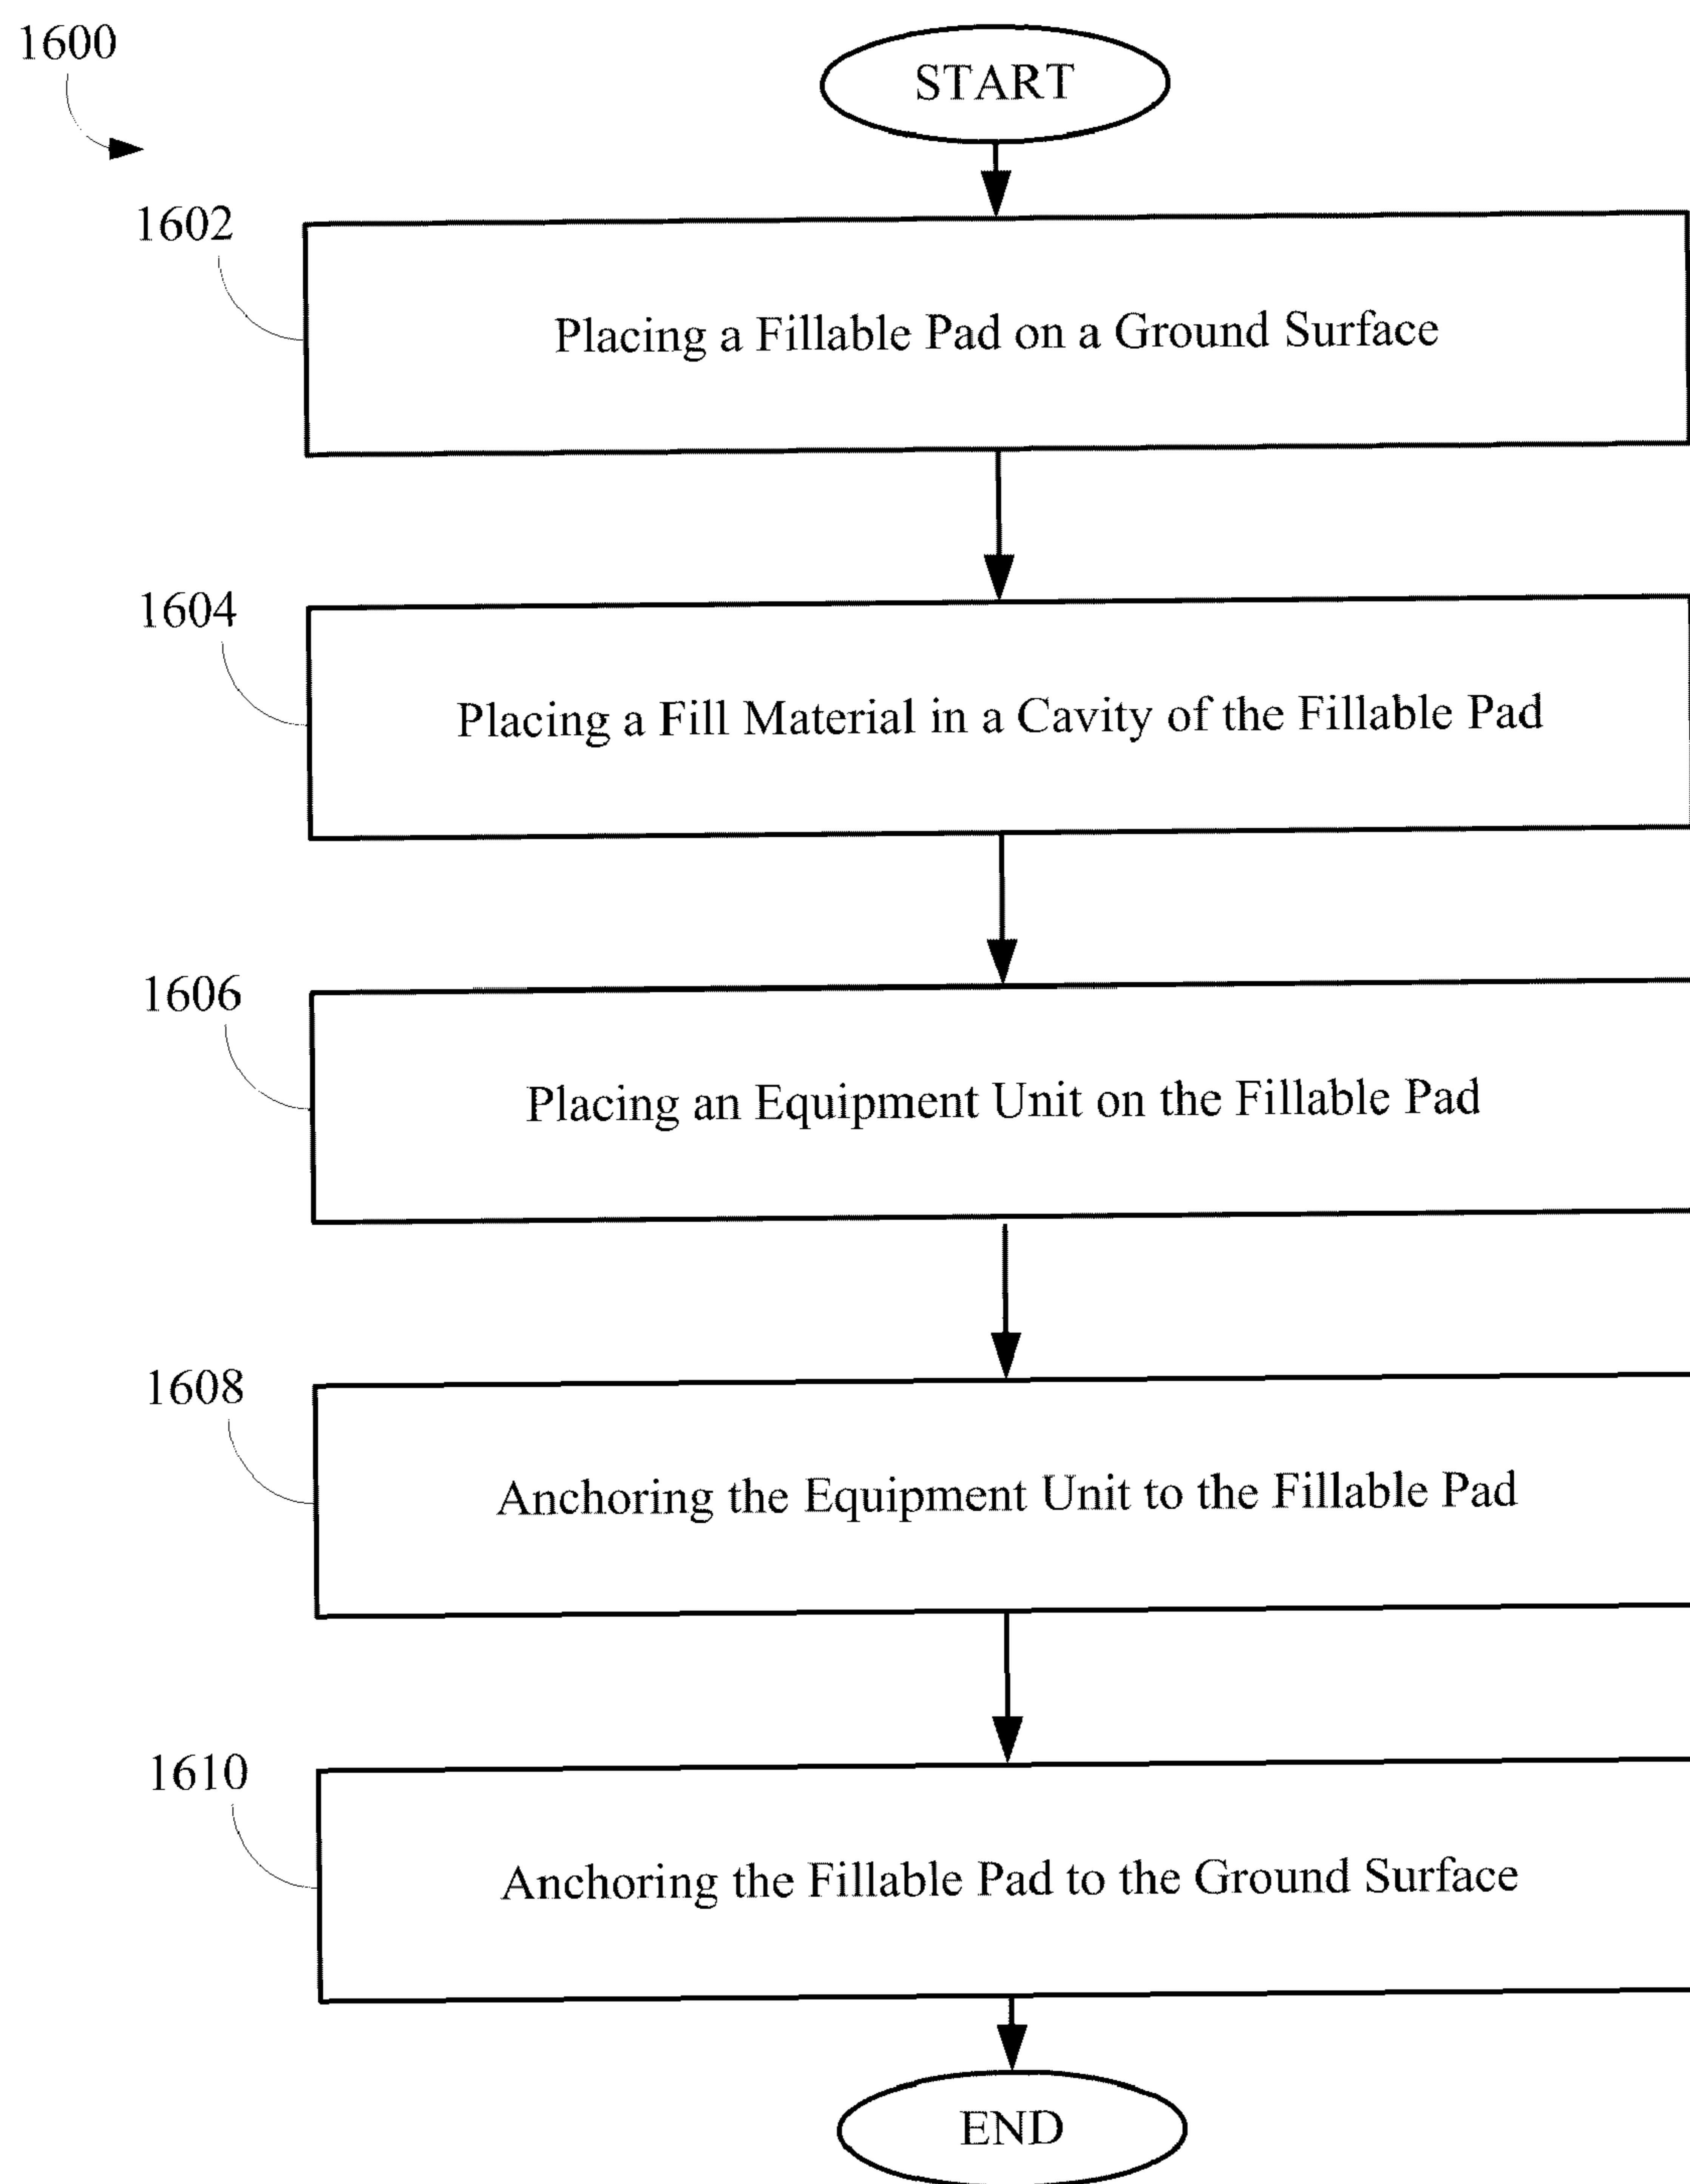 1600
START
1602
Placing a Fillable Pad on a Ground Surface
1604
Placing a Fill Material in a Cavity of the Fillable Pad
1606
Placing an Equipment Unit on the Fillable Pad
1608
Anchoring the Equipment Unit to the Fillable Pad
1610
Anchoring the Fillable Pad to the Ground Surface
END